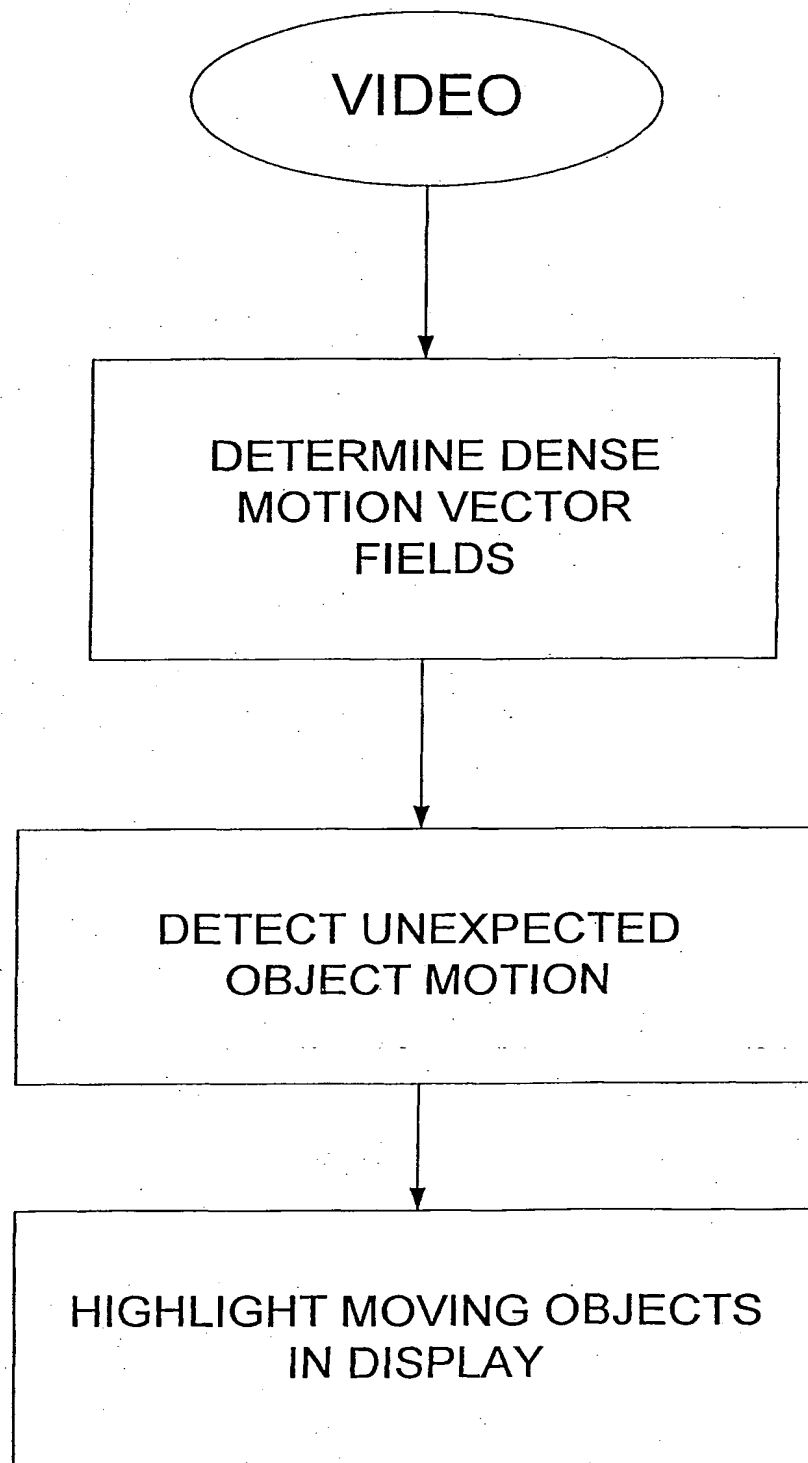 VIDEO
DETERMINE DENSE
MOTION VECTOR
FIELDS
DETECT UNEXPECTED
OBJECT MOTION
HIGHLIGHT MOVING OBJECTS
IN DISPLAY